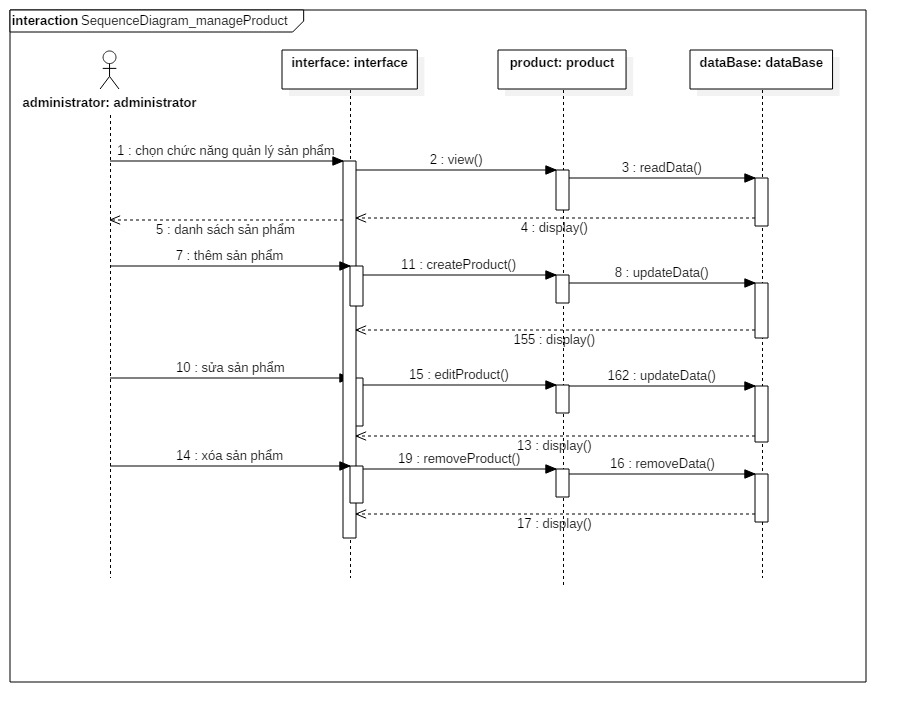 interaction SequenceDiagram_manageProduct
interface: interface
product: product
dataBase: dataBase
administrator: administrator
1 : chọn chức năng quản lý sản phẩm
2 : view()
3 : readData()
4 : display()
5 : danh sách sản phẩm
7 : thêm sản phẩm
11 : createProduct()
8 : updateData()
155 : display()
10 : sửa sản phẩm
15 : editProduct()
162 : updateData()
13 : display()
14 : xóa sản phẩm
19 : removeProduct()
16 : removeData()
17 : display()